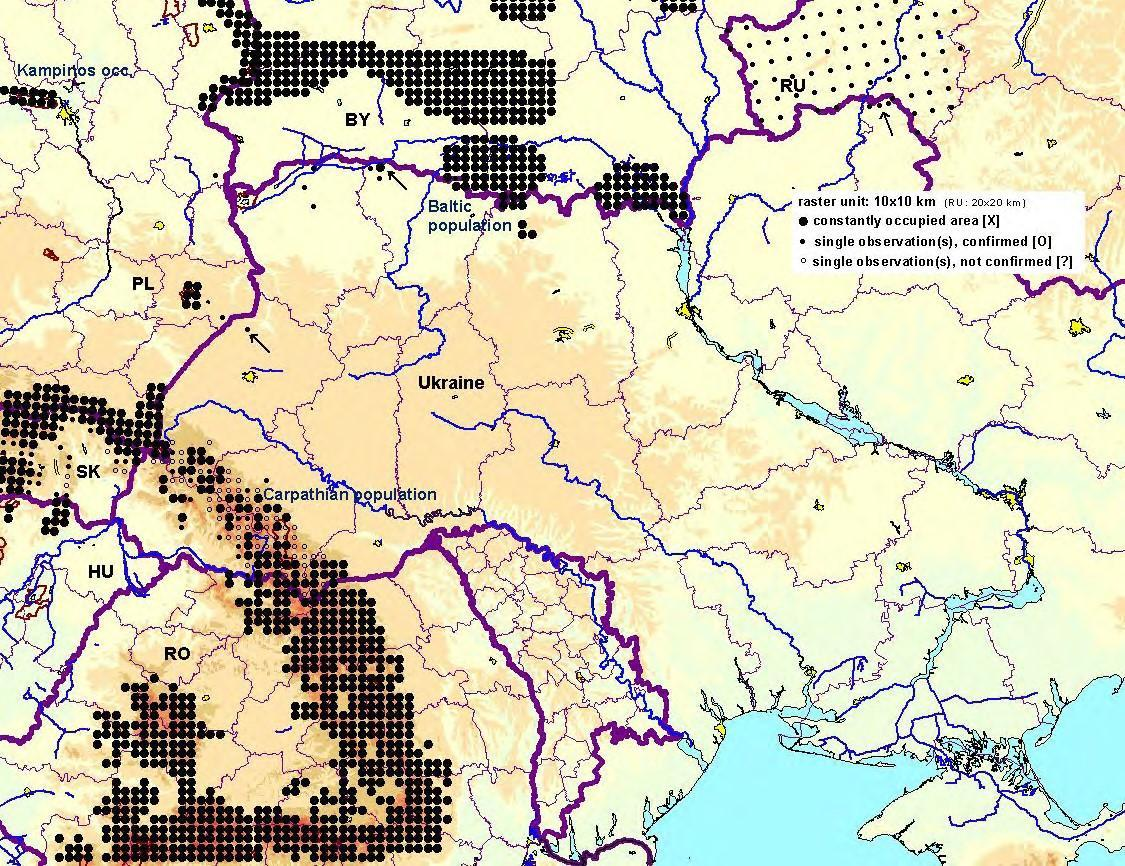 Kampinos occ.
RU
BY
raster unit: 10x10 km (RU: 20x20 km)
constantly occupied area [X]
single observation(s), confirmed [O]
single observation(s), not confirmed [?]
Baltic
population
PL
Ukraine
SK
Carpathian population
HU
RO